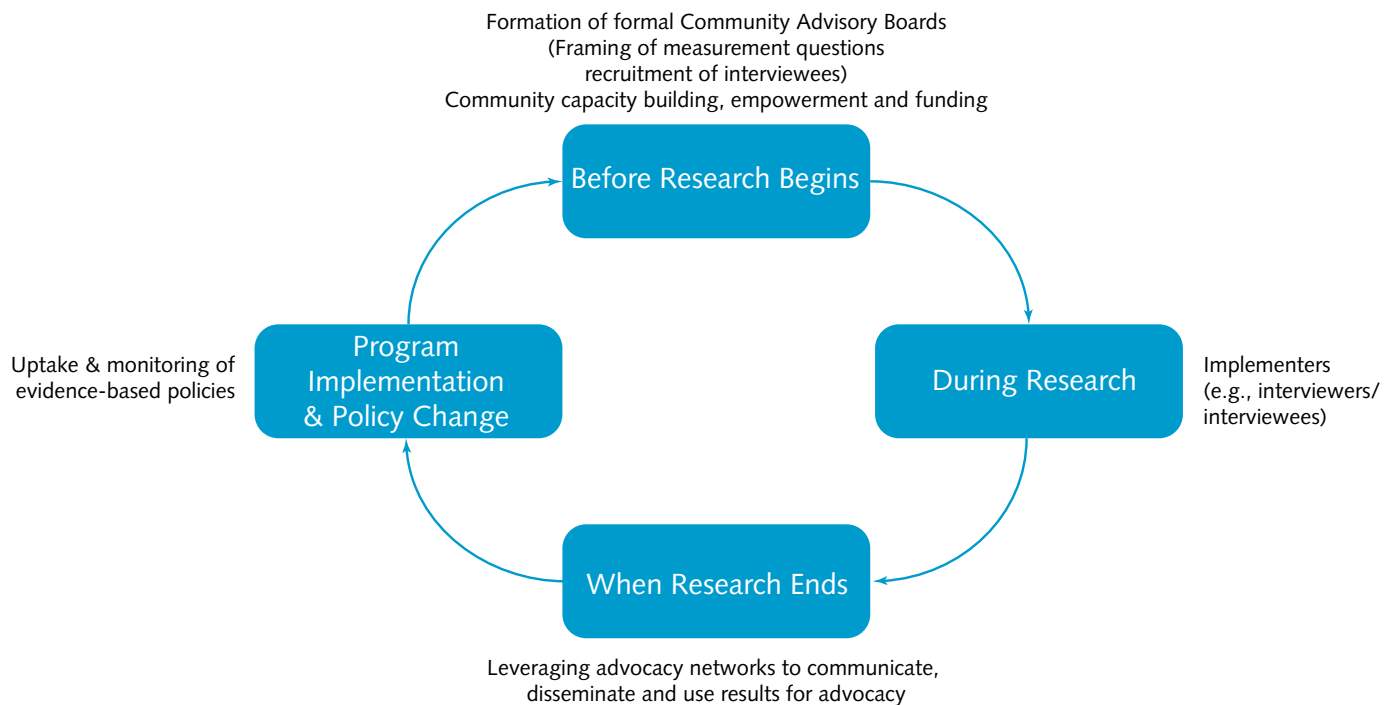 Formation of formal Community Advisory Boards
(Framing of measurement questions
recruitment of interviewees)
Community capacity building, empowerment and funding
Before Research Begins
During Research
Implementers
(e.g., interviewers/
interviewees)
When Research Ends
Leveraging advocacy networks to communicate,
disseminate and use results for advocacy
Program
Implementation
& Policy Change
Uptake & monitoring of
evidence-based policies